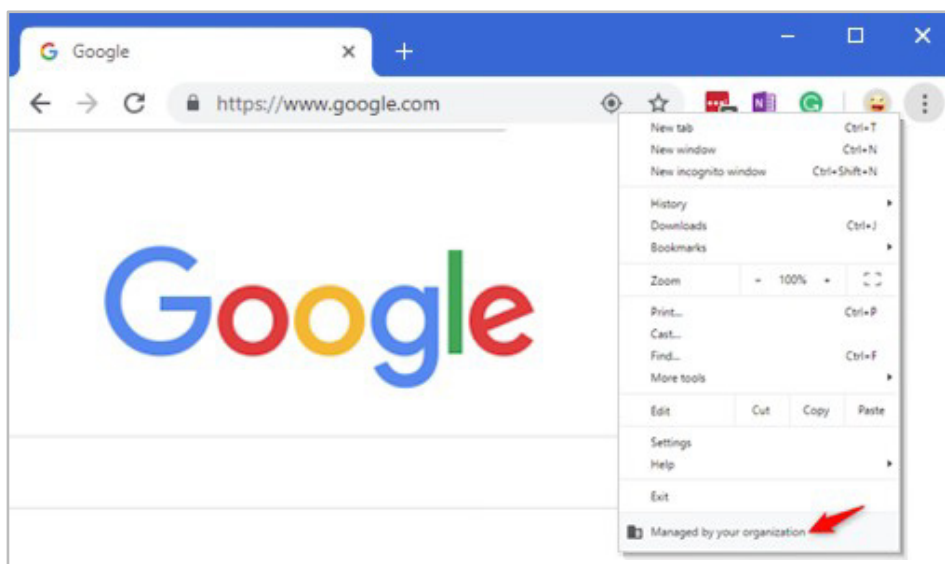 Google
https://www.google.com
Google
New tab Ctrl+T
New window Ctrl+N
New incognito window Ctrl+Shift+N
History
Downloads Ctrl+J
Bookmarks
Zoom - 100% +
Print... Ctrl+P
Cast...
Find... Ctrl+F
More tools
Edit Cut Copy Paste
Settings
Help
Exit
Managed by your organization